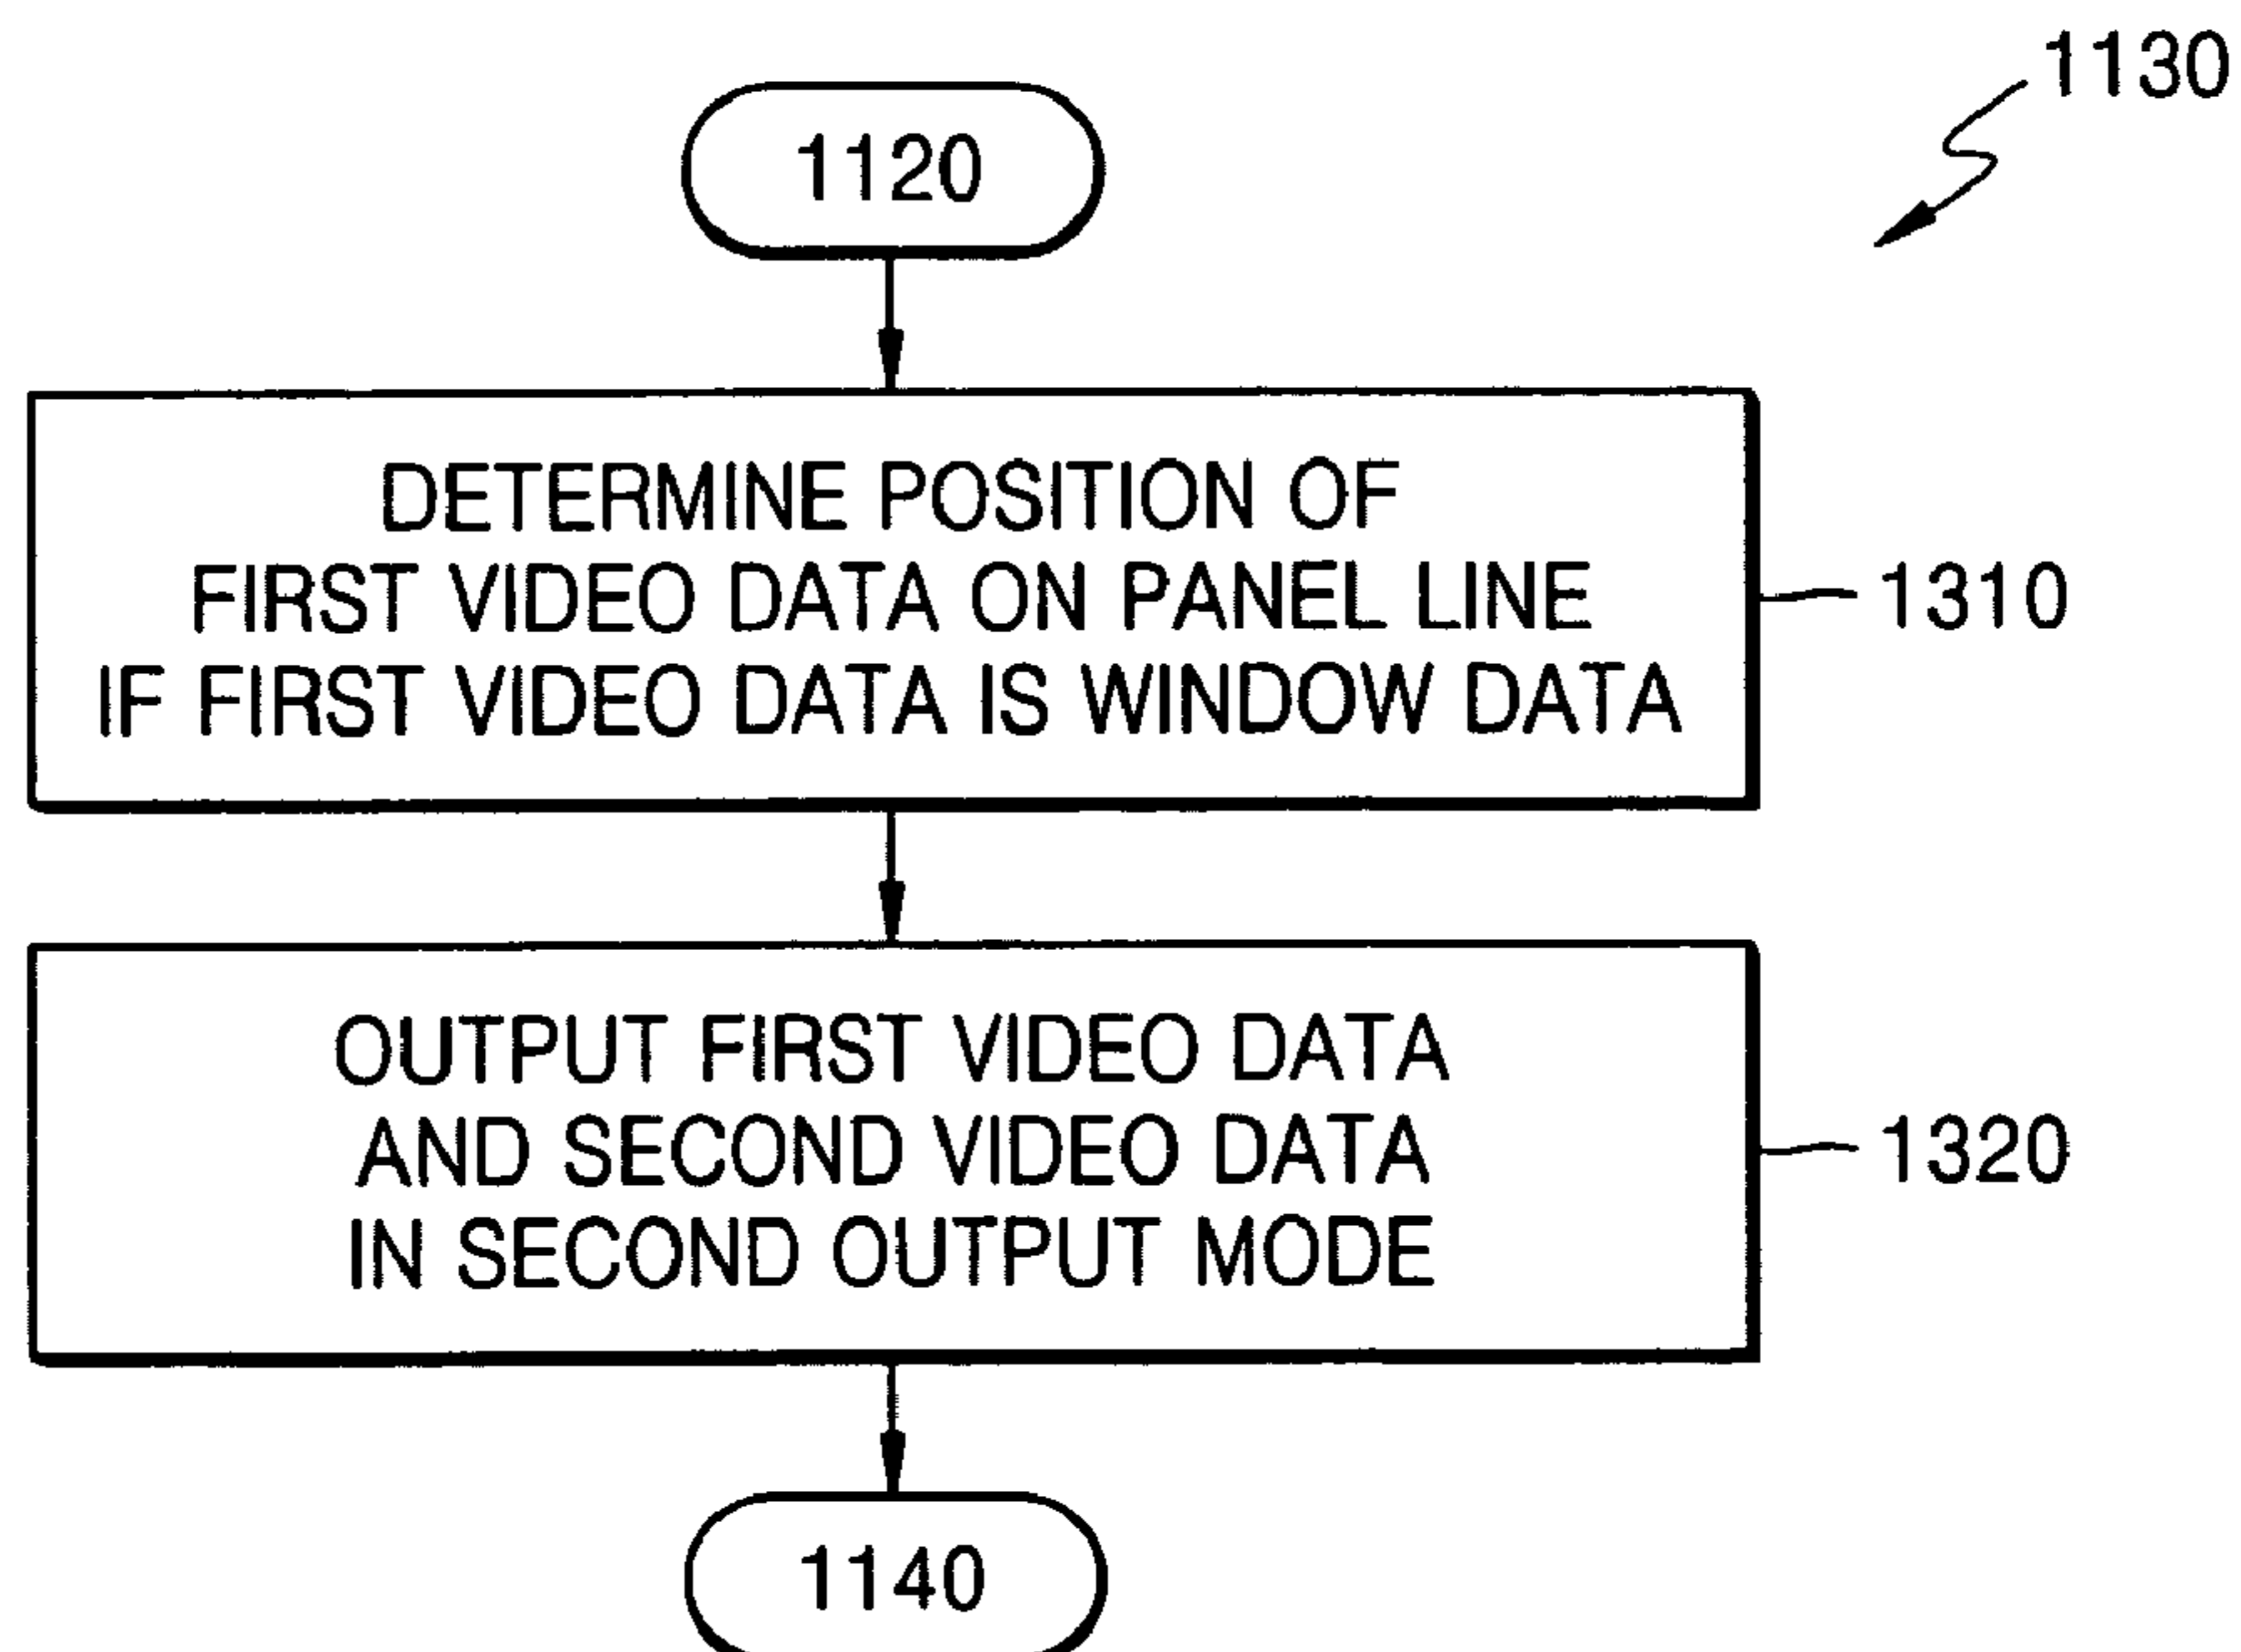 1130
1120
DETERMINE POSITION OF
FIRST VIDEO DATA ON PANEL LINE
IF FIRST VIDEO DATA IS WINDOW DATA
1310
OUTPUT FIRST VIDEO DATA
AND SECOND VIDEO DATA
IN SECOND OUTPUT MODE
1320
1140